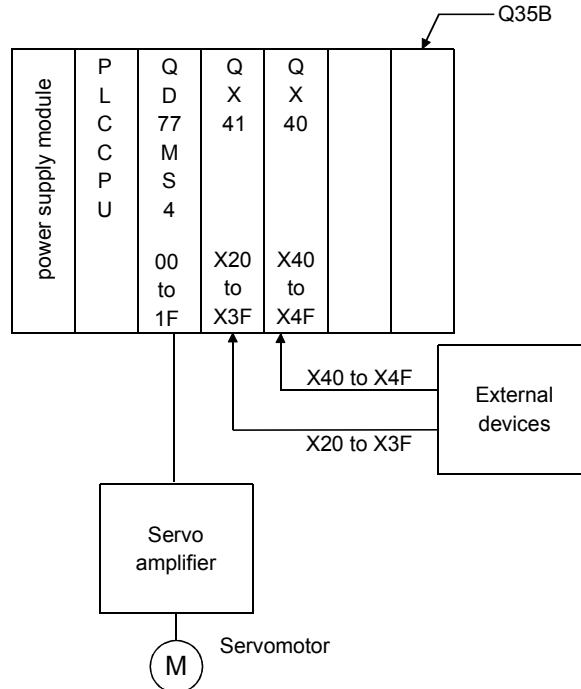 Q35B
power supply module
P
L
C
C
P
U
Q
D
77
M
S
4
00
to
1F
Q
X
41
X20
to
X3F
Q
X
40
X40
to
X4F
X40 to X4F
X20 to X3F
External
devices
Servo
amplifier
Servomotor
M